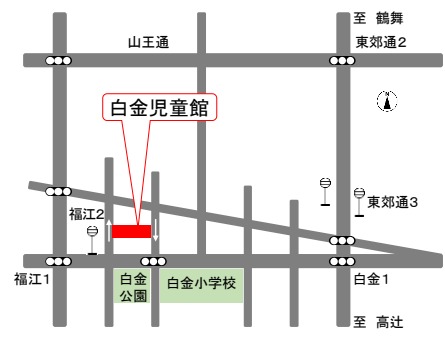 至 鶴舞
山王通
東郊通2
白金児童館
福江2
東郊通3
福江1
白金
公園
白金小学校
白金1
至 高辻